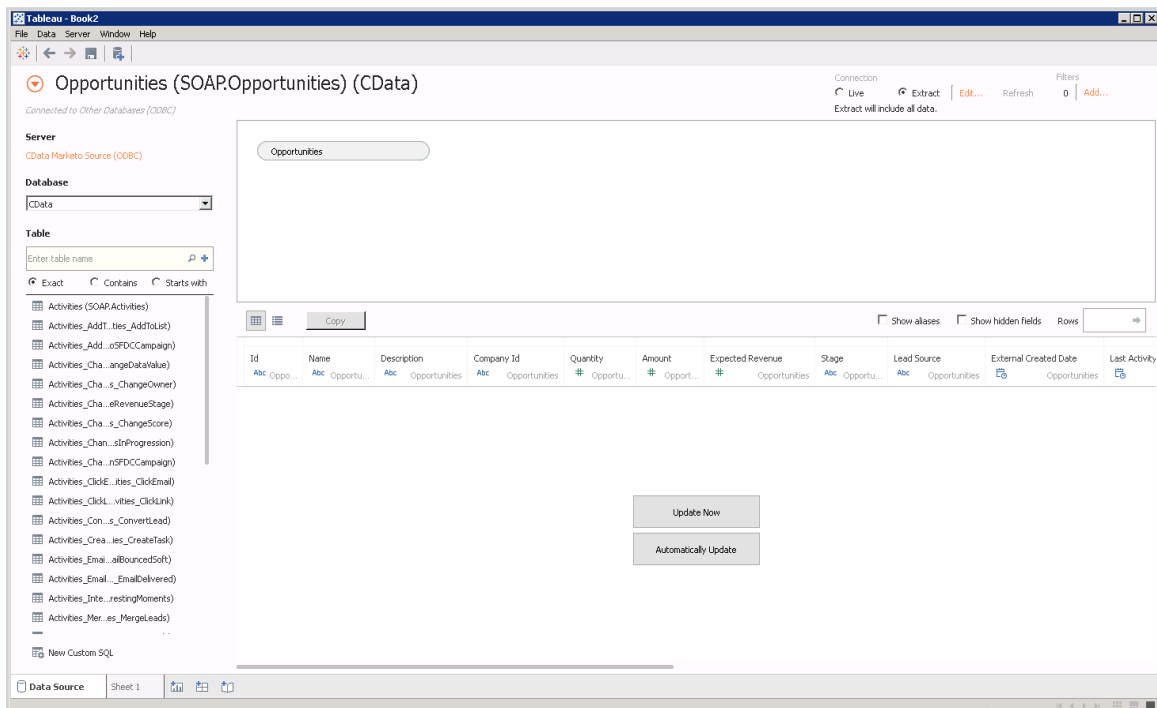 Tableau - Book2
File Data Server Window Help
Opportunities (SOAP.Opportunities) (CData)
Connected to Other Databases (ODBC)
Connection
Live Extract Edit... Refresh
Extract will include all data.
Filters
0 Add...
Server
CData Marketo Source (ODBC)
Database
CData
Table
Enter table name
Exact Contains Starts with
Activities (SOAP.Activities)
Activities_AddT...ties_AddToList)
Activities_Add...oSFDCCampaign)
Activities_Cha...angeDataValue)
Activities_Cha...s_ChangeOwner)
Activities_Cha...eRevenueStage)
Activities_Cha...s_ChangeScore)
Activities_Chan...sInProgression)
Activities_Cha...nSFDCCampaign)
Activities_ClickE...ities_ClickEmail)
Activities_ClickL...vities_ClickLink)
Activities_Con...s_ConvertLead)
Activities_Crea...ies_CreateTask)
Activities_Emai...ailBouncedSoft)
Activities_Email..._EmailDelivered)
Activities_Inte...restingMoments)
Activities_Mer...es_MergeLeads)
New Custom SQL
Opportunities
Copy
Show aliases Show hidden fields Rows
Id Name Description Company Id Quantity Amount Expected Revenue Stage Lead Source External Created Date Last Activity
Abc Oppo... Abc Opportu... Abc Opportunities Abc Opportunities # Opportu... # Opport... # Opportunities Abc Opportu... Abc Opportunities Opportunities
Update Now
Automatically Update
Data Source Sheet 1